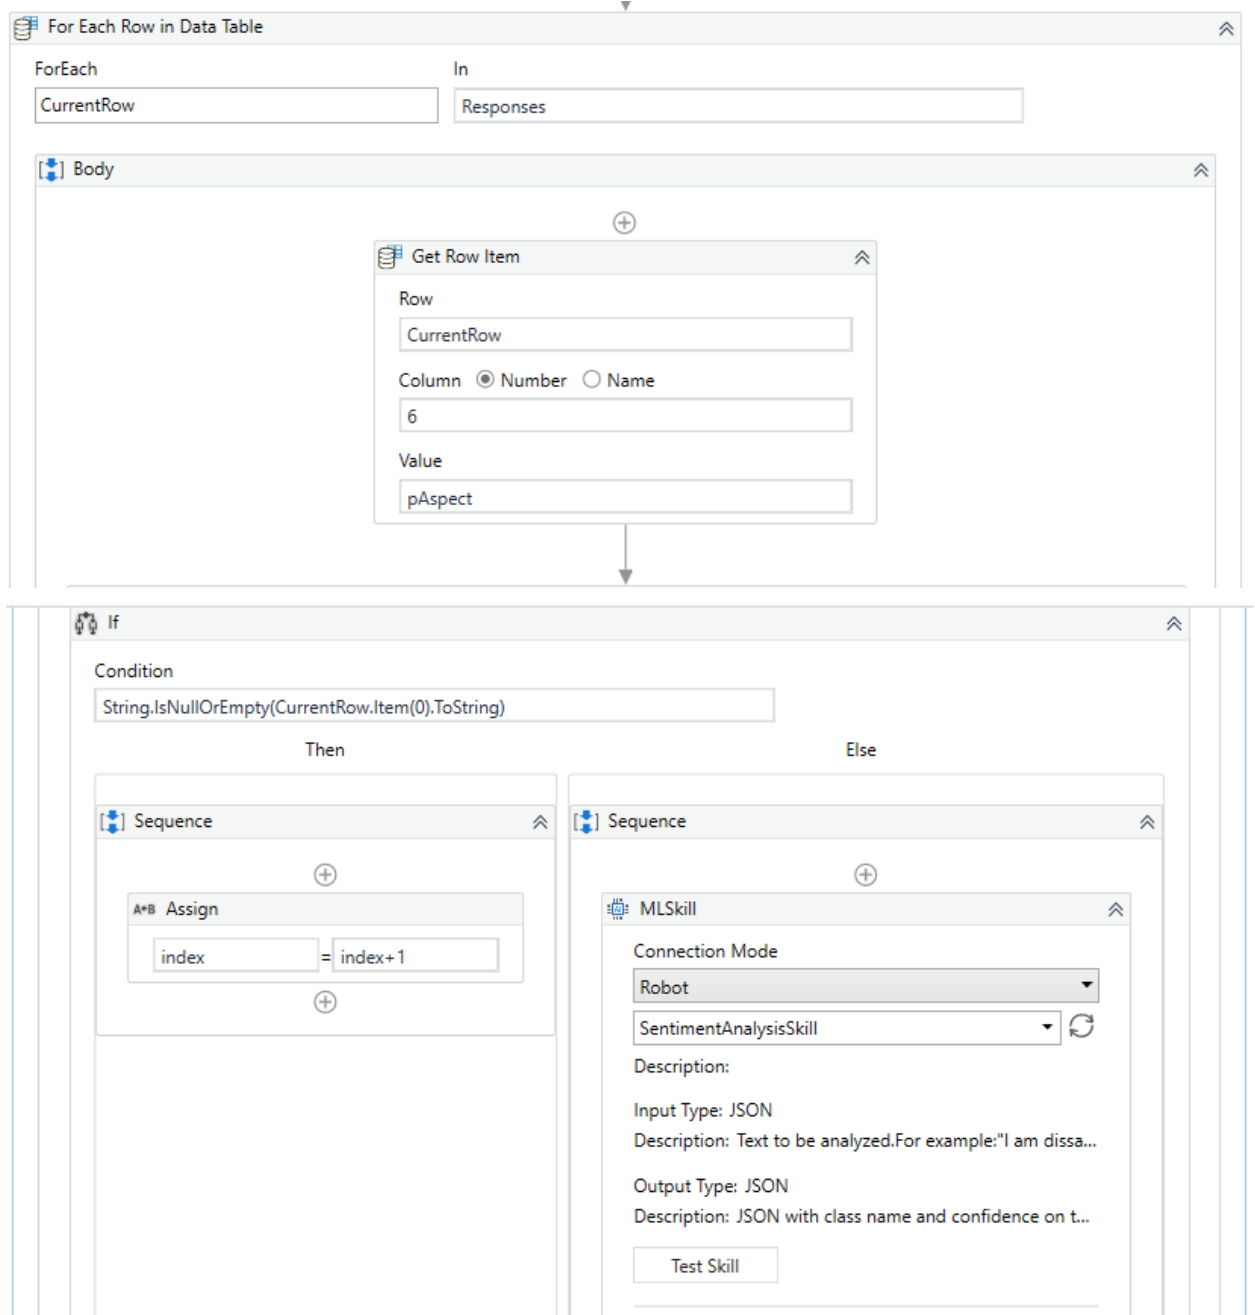 For Each Row in Data Table
ForEach In
CurrentRow Responses
Body
Get Row Item
Row
CurrentRow
Column Number Name
6
Value
pAspect
If
Condition
String.IsNullOrEmpty(CurrentRow.Item(0).ToString)
Then Else
Sequence Sequence
A+B Assign MLSkill
index = index+1
Connection Mode
Robot
SentimentAnalysisSkill
Description:
Input Type: JSON
Description: Text to be analyzed.For example:"I am dissa...
Output Type: JSON
Description: JSON with class name and confidence on t...
Test Skill